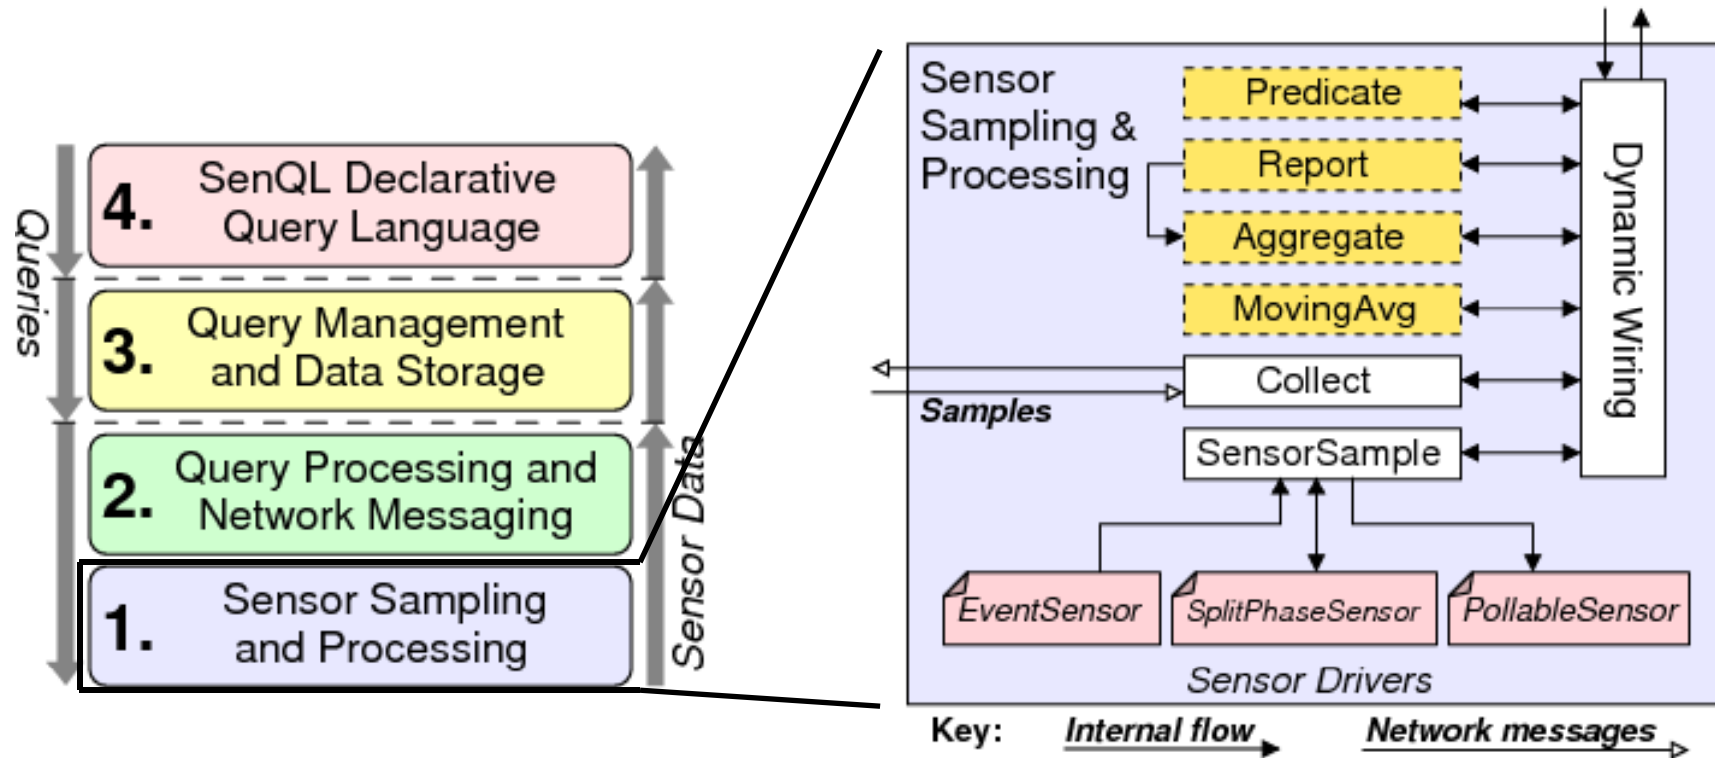 Queries
4.
SenQL Declarative
Query Language
3.
Query Management
and Data Storage
2.
Query Processing and
Network Messaging
1.
Sensor Sampling
and Processing
Sensor Data
Sensor
Sampling &
Processing
Predicate
Report
Aggregate
MovingAvg
Collect
SensorSample
Dynamic Wiring
Samples
EventSensor
SplitPhaseSensor
PollableSensor
Sensor Drivers
Key: Internal flow Network messages